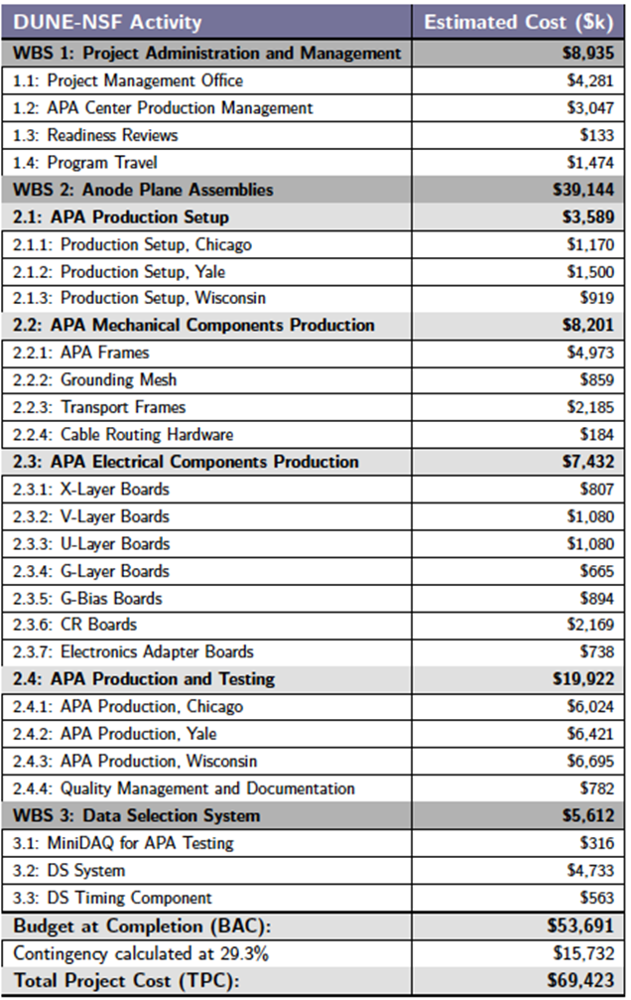 DUNE-NSF Activity Estimated Cost ($k)
WBS 1: Project Administration and Management $8,935
1.1: Project Management Office $4,281
1.2: APA Center Production Management $3,047
1.3: Readiness Reviews $133
1.4: Program Travel $1,474
WBS 2: Anode Plane Assemblies $39,144
2.1: APA Production Setup $3,589
2.1.1: Production Setup, Chicago $1,170
2.1.2: Production Setup, Yale $1,500
2.1.3: Production Setup, Wisconsin $919
2.2: APA Mechanical Components Production $8,201
2.2.1: APA Frames $4,973
2.2.2: Grounding Mesh $859
2.2.3: Transport Frames $2,185
2.2.4: Cable Routing Hardware $184
2.3: APA Electrical Components Production $7,432
2.3.1: X-Layer Boards $807
2.3.2: V-Layer Boards $1,080
2.3.3: U-Layer Boards $1,080
2.3.4: G-Layer Boards $665
2.3.5: G-Bias Boards $894
2.3.6: CR Boards $2,169
2.3.7: Electronics Adapter Boards $738
2.4: APA Production and Testing $19,922
2.4.1: APA Production, Chicago $6,024
2.4.2: APA Production, Yale $6,421
2.4.3: APA Production, Wisconsin $6,695
2.4.4: Quality Management and Documentation $782
WBS 3: Data Selection System $5,612
3.1: MiniDAQ for APA Testing $316
3.2: DS System $4,733
3.3: DS Timing Component $563
Budget at Completion (BAC): $53,691
Contingency calculated at 29.3% $15,732
Total Project Cost (TPC): $69,423